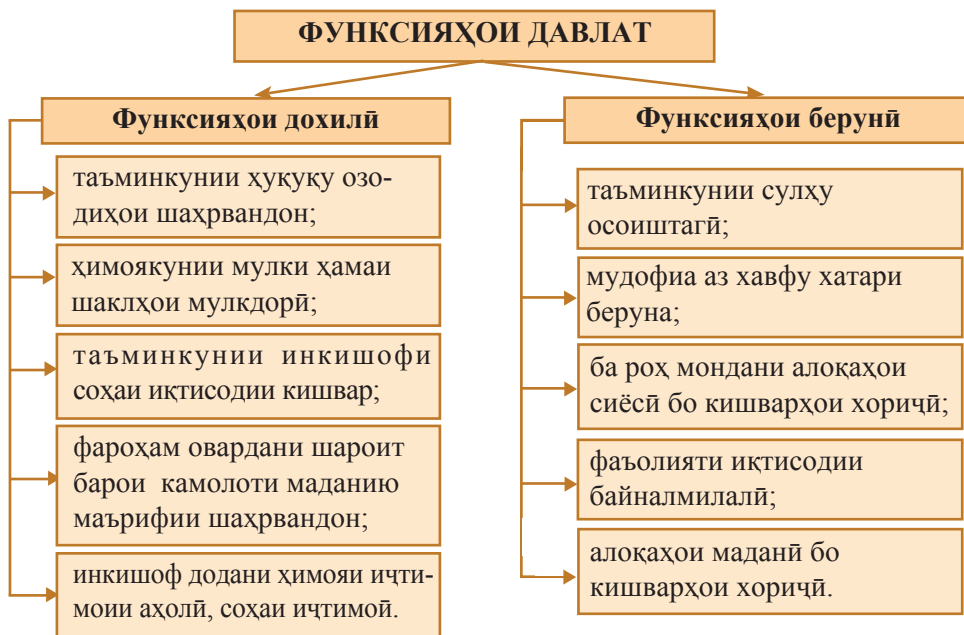 ФУНКСИЯҲОИ ДАВЛАТ
Функсияҳои дохилӣ
таъминкунии ҳуқуқу озо-
диҳои шаҳрвандон;
ҳимоякунии мулки ҳамаи
шаклҳои мулкдорӣ;
таъминкунии инкишофи
соҳаи иқтисодии кишвар;
фароҳам овардани шароит
барои камолоти маданию
маърифии шаҳрвандон;
инкишоф додани ҳимояи иҷти-
моии аҳолӣ, соҳаи иҷтимоӣ.
Функсияҳои берунӣ
таъминкунии сулҳу
осоиштагӣ;
мудофиа аз хавфу хатари
беруна;
ба роҳ мондани алоқаҳои
сиёсӣ бо кишварҳои хориҷӣ;
фаъолияти иқтисодии
байналмилалӣ;
алоқаҳои маданӣ бо
кишварҳои хориҷӣ.